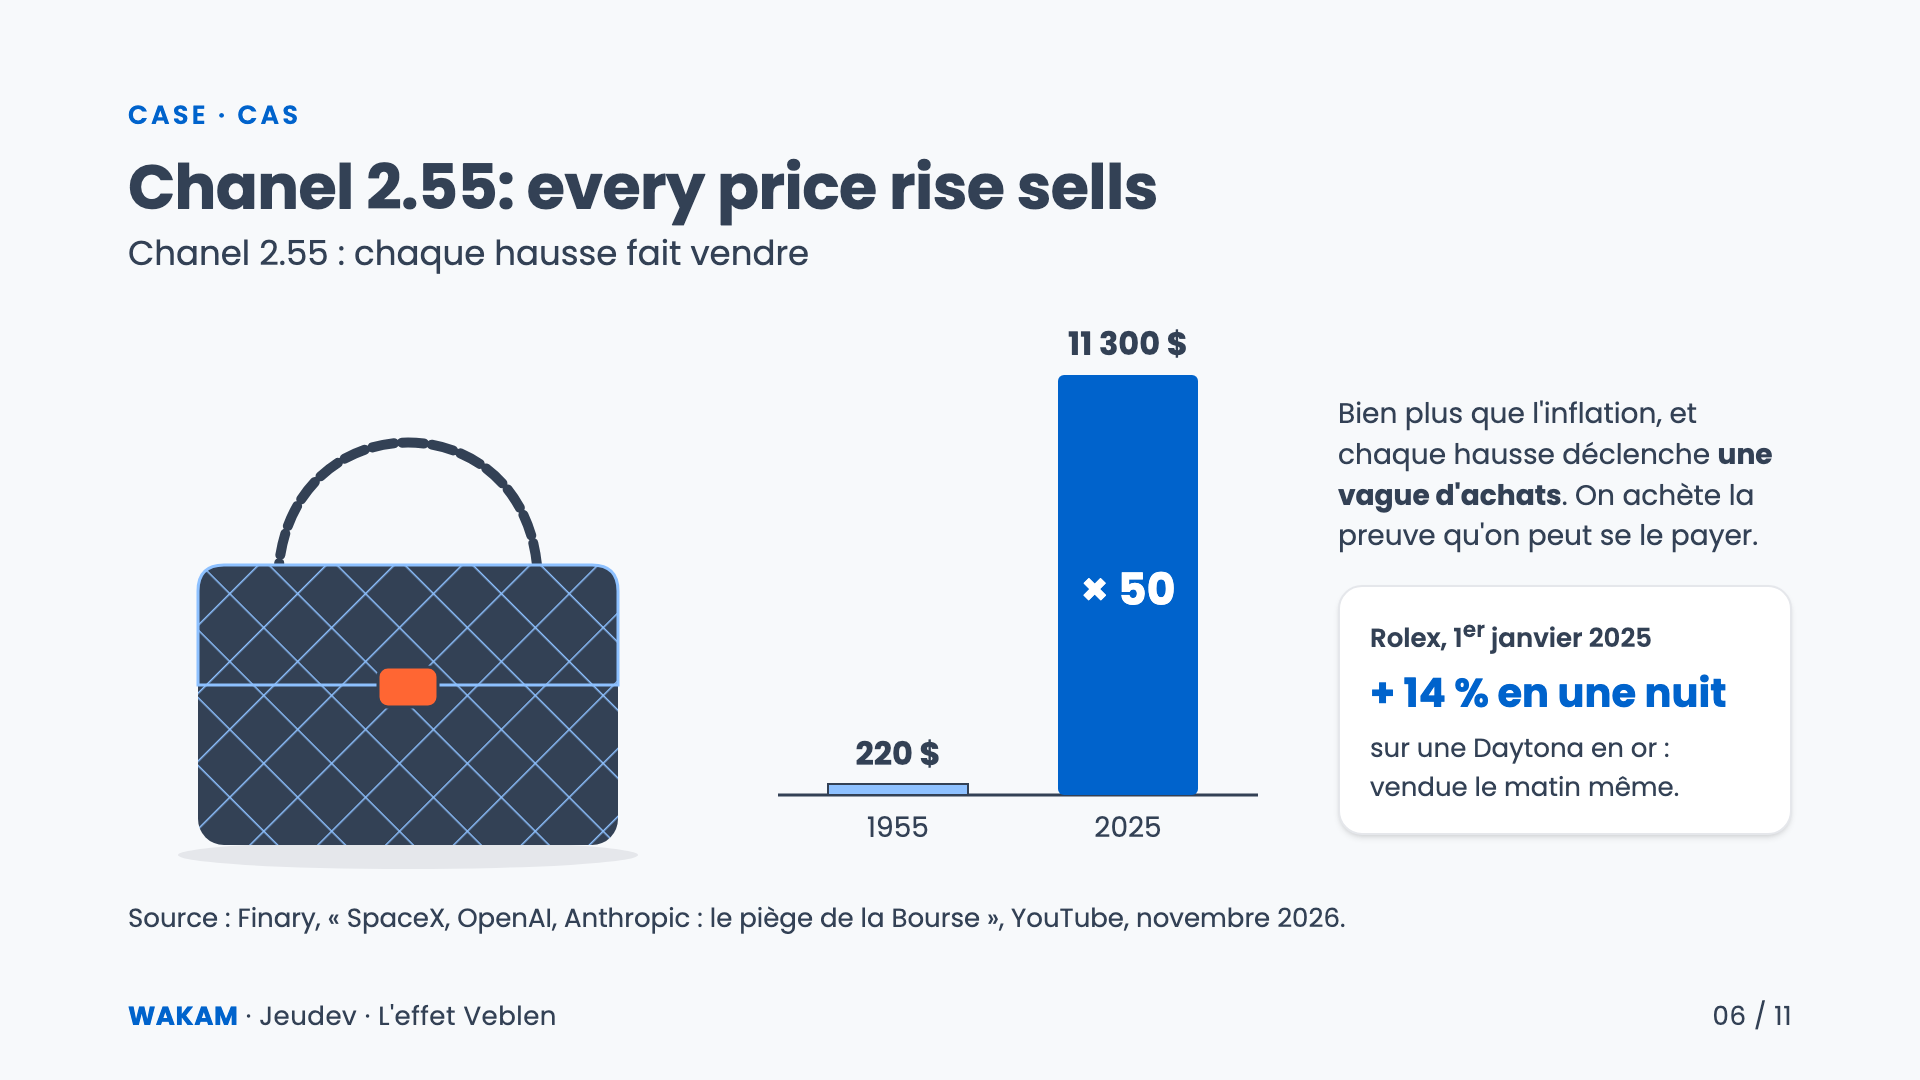 CASE · CAS
Chanel 2.55: every price rise sells
Chanel 2.55 : chaque hausse fait vendre
11 300 $
× 50
220 $
1955
2025
Bien plus que l'inflation, et
chaque hausse déclenche une
vague d'achats. On achète la
preuve qu'on peut se le payer.
Rolex, 1er janvier 2025
+ 14 % en une nuit
sur une Daytona en or :
vendue le matin même.
Source : Finary, « SpaceX, OpenAI, Anthropic : le piège de la Bourse », YouTube, novembre 2026.
WAKAM · Jeudev · L'effet Veblen
06 / 11